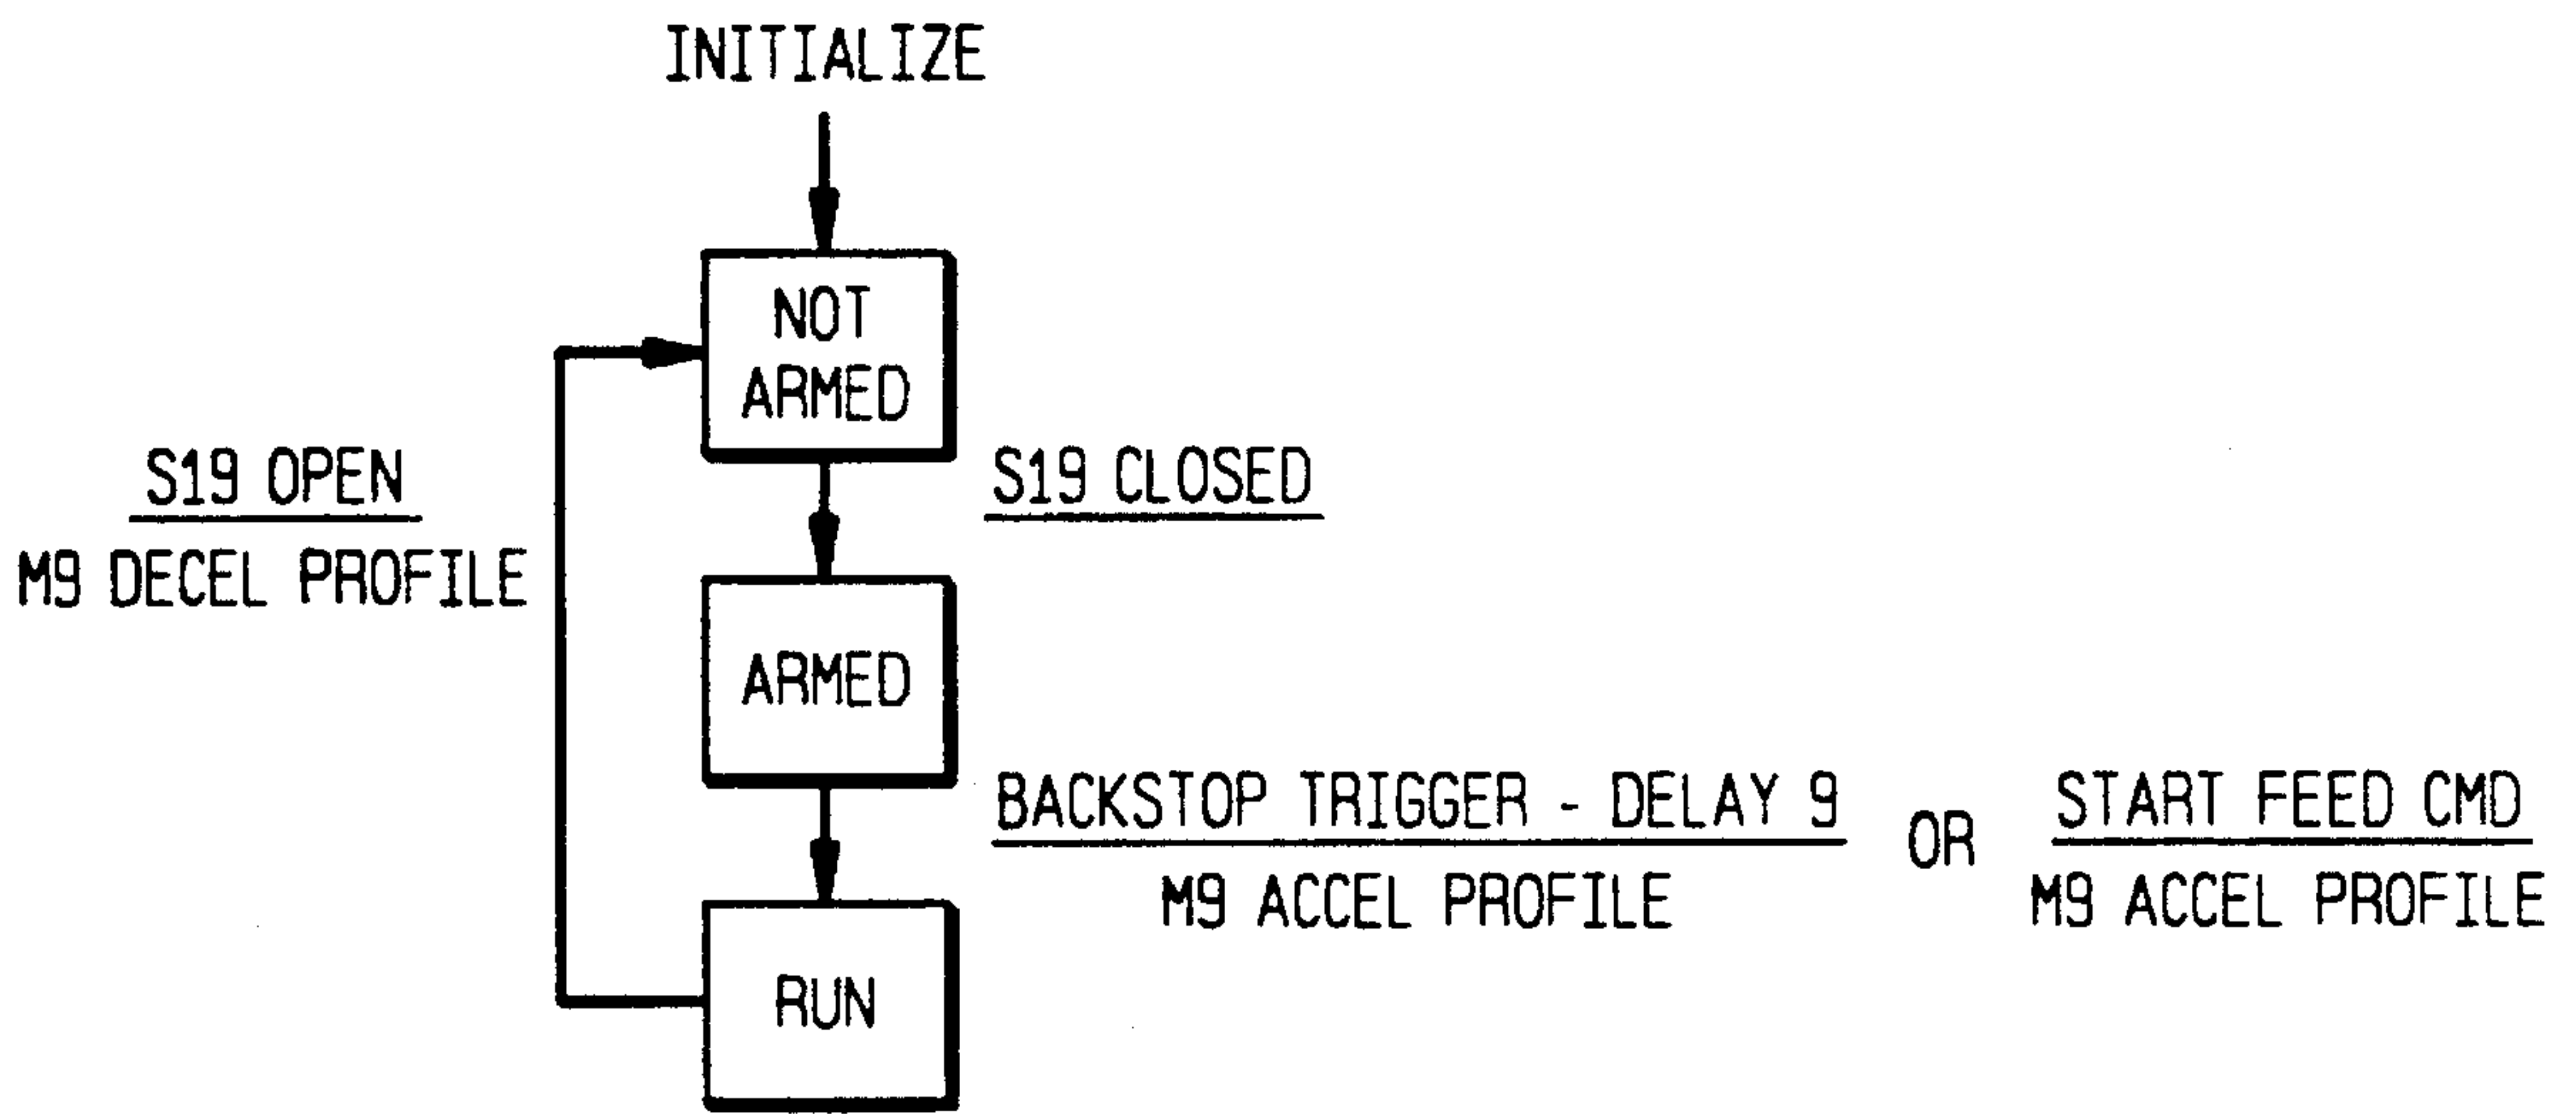 INITIALIZE
NOT
ARMED
S19 OPEN
M9 DECEL PROFILE
S19 CLOSED
ARMED
BACKSTOP TRIGGER - DELAY 9
M9 ACCEL PROFILE
OR
START FEED CMD
M9 ACCEL PROFILE
RUN